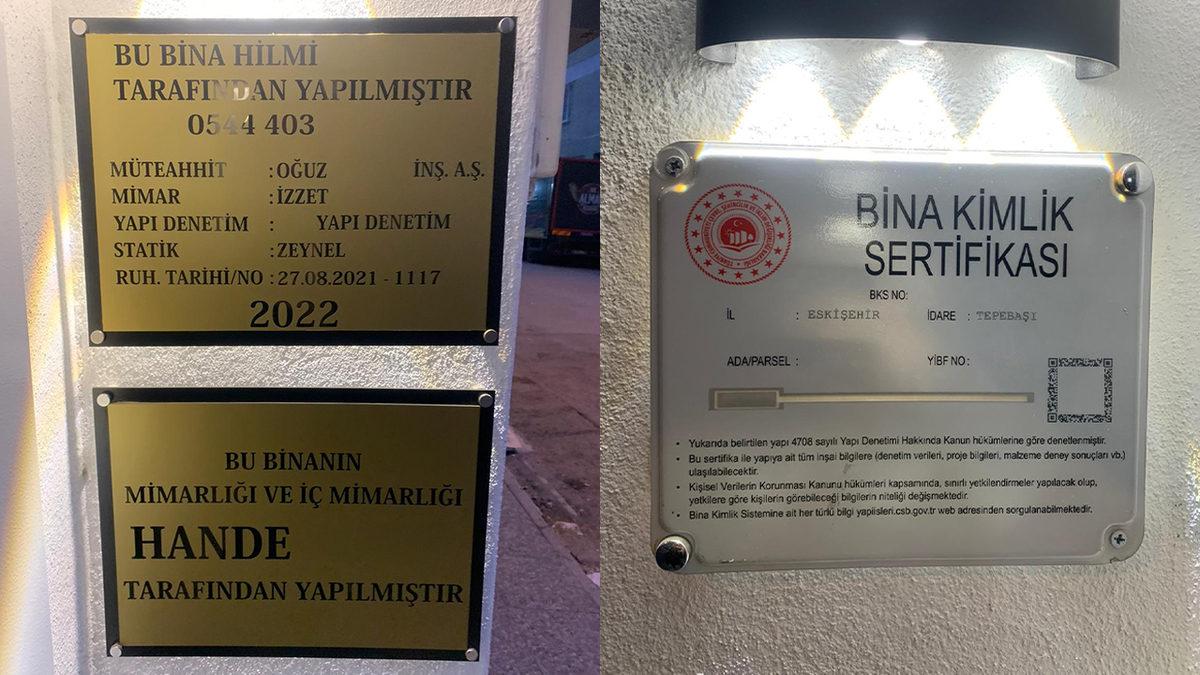 BU BİNA HİLMİ
TARAFINDAN YAPILMIŞTIR
0544 403
MÜTEAHHİT :OĞUZ İNŞ. A.Ş.
MİMAR :İZZET
YAPI DENETİM : YAPI DENETİM
STATİK :ZEYNEL
RUH. TARİHİ/NO :27.08.2021 - 1117
2022
BU BİNANIN
MİMARLIĞI VE İÇ MİMARLIĞI
HANDE
TARAFINDAN YAPILMIŞTIR
BİNA KİMLİK
SERTİFİKASI
BKS NO:
İL : ESKİŞEHİR İDARE : TEPEBAŞI
ADA/PARSEL : YİBF NO:
• Yukarıda belirtilen yapı 4708 sayılı Yapı Denetimi Hakkında Kanun hükümlerine göre denetlenmiştir.
• Bu sertifika ile yapıya ait tüm inşai bilgilere (denetim verileri, proje bilgileri, malzeme deney sonuçları vb.)
ulaşılabilecektir.
• Kişisel Verilerin Korunması Kanunu hükümleri kapsamında, sınırlı yetkilendirmeler yapılacak olup,
yetkilere göre kişilerin görebileceği bilgilerin niteliği değişmektedir.
• Bina Kimlik Sistemine ait her türlü bilgi yapiisleri.csb.gov.tr web adresinden sorgulanabilmektedir.